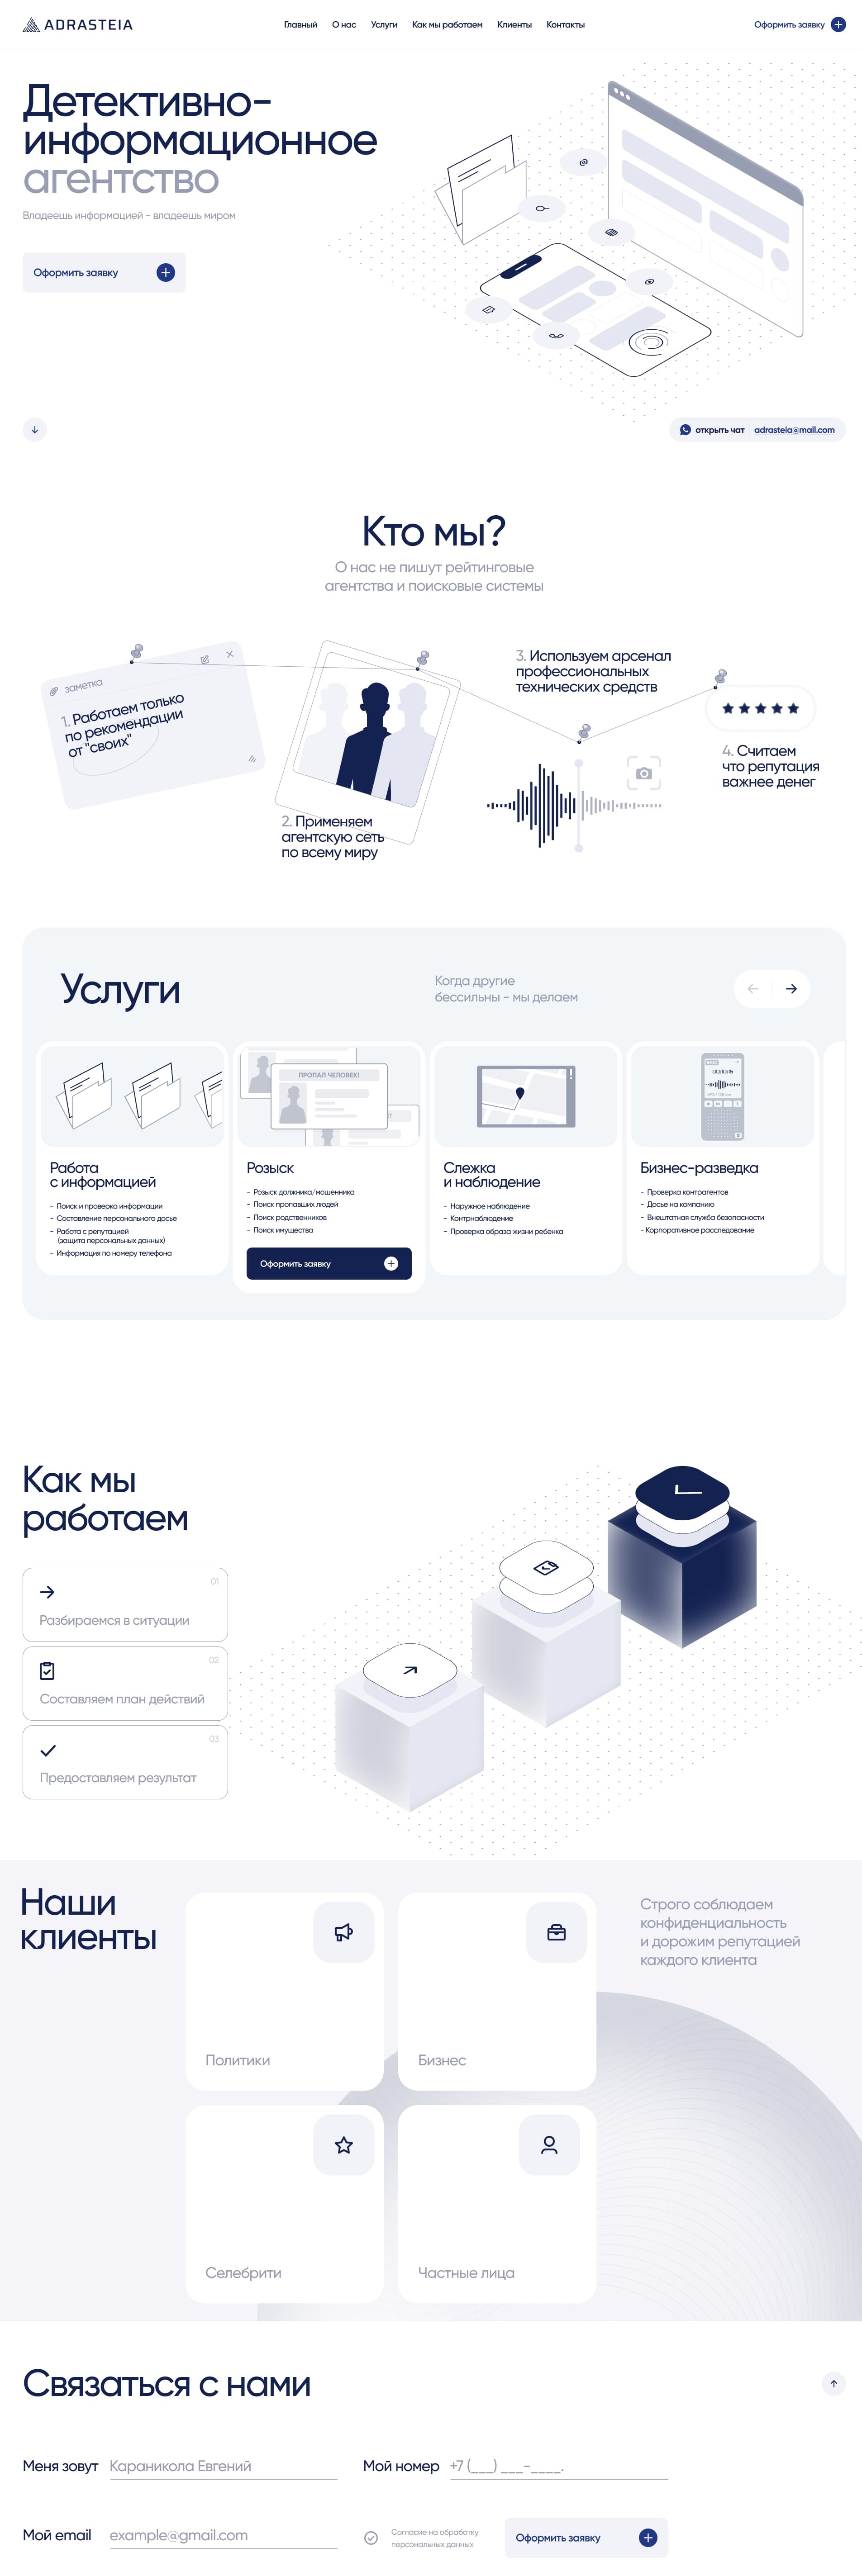 ADRASTEIA
Главный
О нас
Услуги
Как мы работаем
Клиенты
Контакты
Оформить заявку
Детективно-
информационное
агентство
Владеешь информацией - владеешь миром
Оформить заявку
открыть чат
adrasteia@mail.com
Кто мы?
О нас не пишут рейтинговые
агентства и поисковые системы
заметка
1. Работаем только
по рекомендации
от "своих"
2. Применяем
агентскую сеть
по всему миру
3. Используем арсенал
профессиональных
технических средств
4. Считаем
что репутация
важнее денег
Услуги
Когда другие
бессильны - мы делаем
Работа
с информацией
- Поиск и проверка информации
- Составление персонального досье
- Работа с репутацией
(защита персональных данных)
- Информация по номеру телефона
ПРОПАЛ ЧЕЛОВЕК!
Розыск
- Розыск должника/мошенника
- Поиск пропавших людей
- Поиск родственников
- Поиск имущества
Оформить заявку
Слежка
и наблюдение
- Наружное наблюдение
- Контрнаблюдение
- Проверка образа жизни ребенка
00:10:15
Бизнес-разведка
- Проверка контрагентов
- Досье на компанию
- Внештатная служба безопасности
- Корпоративное расследование
Как мы
работаем
01
Разбираемся в ситуации
02
Составляем план действий
03
Предоставляем результат
Наши
клиенты
Политики
Бизнес
Селебрити
Частные лица
Строго соблюдаем
конфиденциальность
и дорожим репутацией
каждого клиента
Связаться с нами
Меня зовут
Караникола Евгений
Мой номер
+7 (___) ___-____.
Мой email
example@gmail.com
Согласие на обработку
персональных данных
Оформить заявку